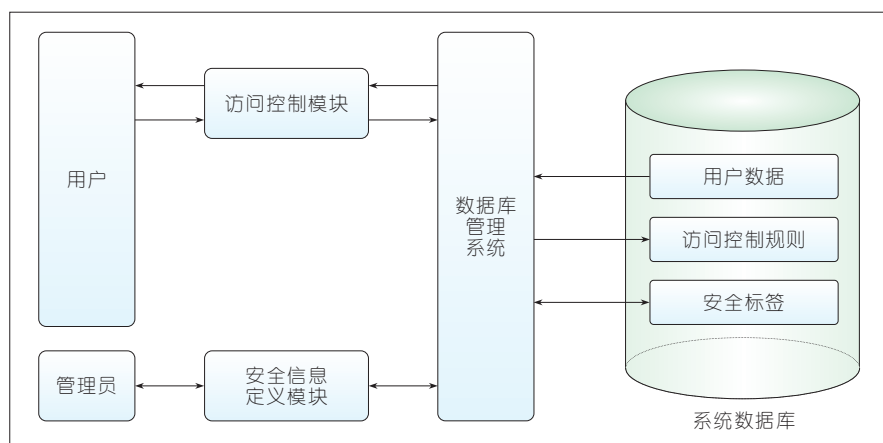 用户
访问控制模块
数据库
管理
系统
用户数据
访问控制规则
安全标签
管理员
安全信息
定义模块
系统数据库